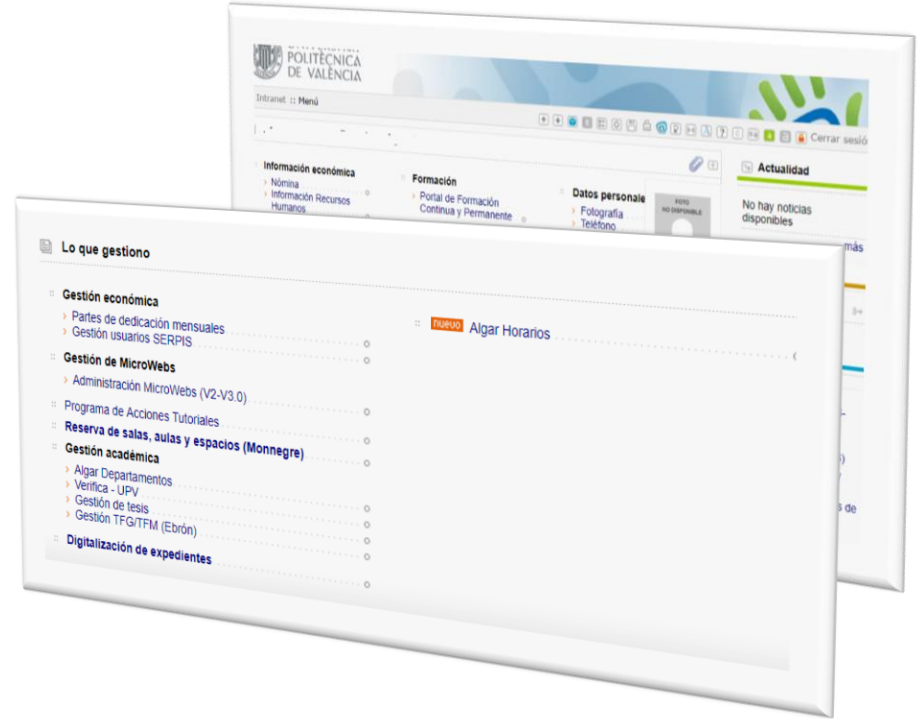 POLITÈCNICA
DE VALÈNCIA
Intranet :: Menú
Cerrar sesió
Información económica
Nómina
Información Recursos
Humanos
Formación
Portal de Formación
Continua y Permanente
Datos personale
Fotografía
Teléfono
FOTO
NO DISPONIBLE
Actualidad
No hay noticias
disponibles
más
s de
Lo que gestiono
Gestión económica
Partes de dedicación mensuales
Gestión usuarios SERPIS
Gestión de MicroWebs
Administración MicroWebs (V2-V3.0)
Programa de Acciones Tutoriales
Reserva de salas, aulas y espacios (Monnegre)
Gestión académica
Algar Departamentos
Verifica - UPV
Gestión de tesis
Gestión TFG/TFM (Ebrón)
Digitalización de expedientes
nuevo Algar Horarios